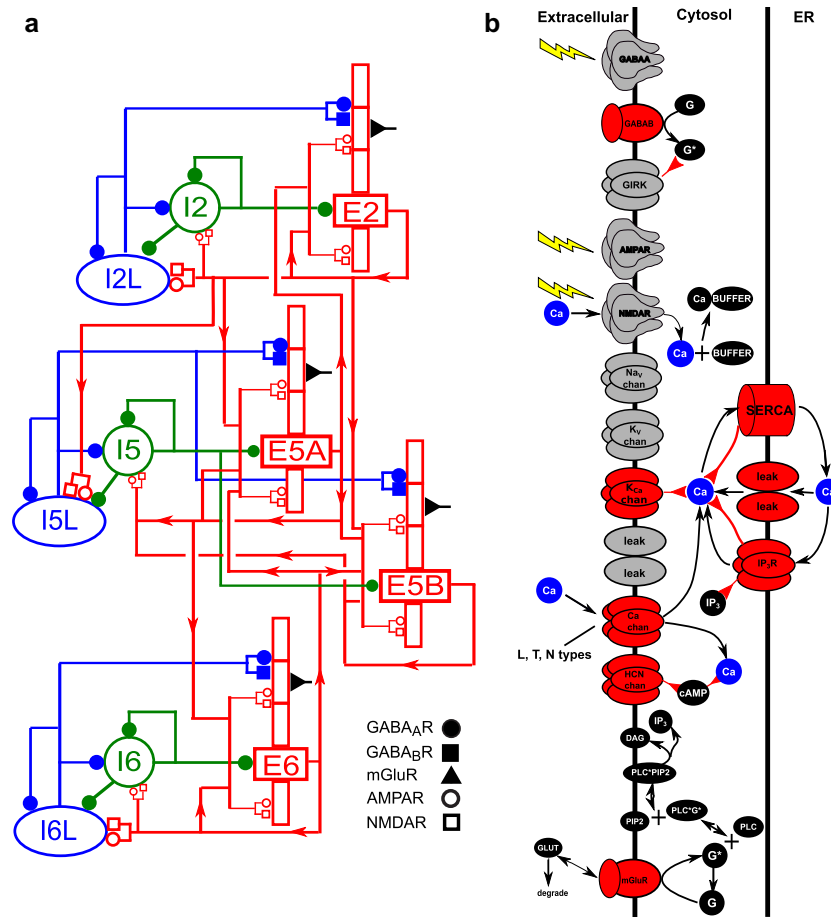 a
I2
E2
I2L
I5
E5A
I5L
E5B
I6
E6
I6L
GABAAR
GABABR
mGluR
AMPAR
NMDAR
b
Extracellular
Cytosol
ER
GABAA
GABAB
G
G*
GIRK
AMPAR
NMDAR
Ca
Ca
BUFFER
Ca
+
BUFFER
NaV
chan
KV
chan
SERCA
KCa
chan
Ca
leak
leak
Ca
leak
leak
IP3R
IP3
Ca
Ca
chan
L, T, N types
HCN
chan
cAMP
Ca
IP3
DAG
PLC*PIP2
PIP2
+
PLC*G*
+
PLC
GLUT
degrade
mGluR
G*
G